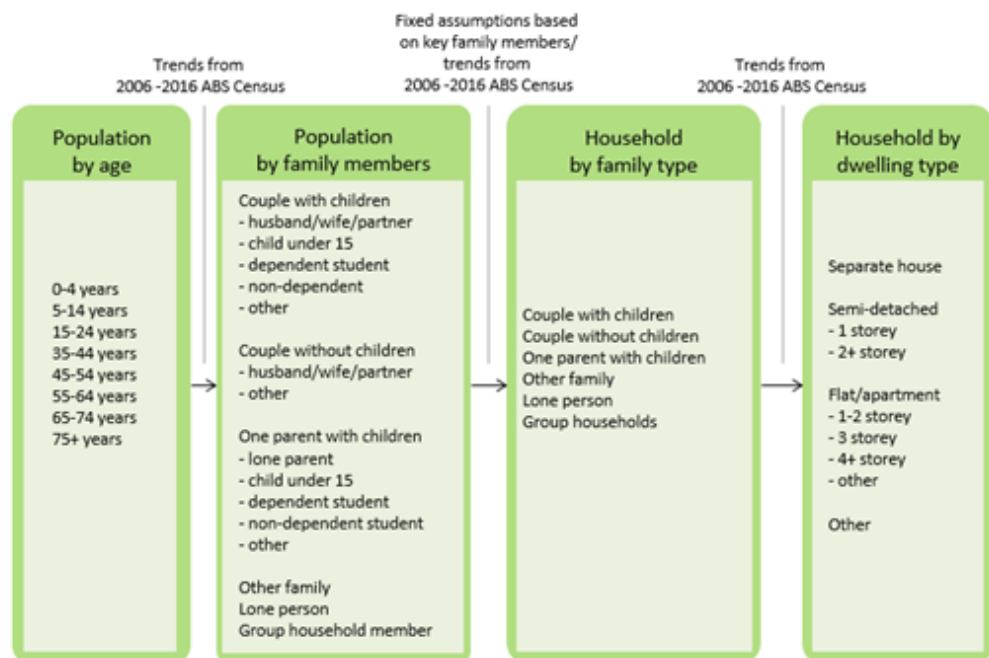 Trends from
2006 -2016 ABS Census
Fixed assumptions based
on key family members/
trends from
2006 -2016 ABS Census
Trends from
2006 -2016 ABS Census
Population
by age
0-4 years
5-14 years
15-24 years
35-44 years
45-54 years
55-64 years
65-74 years
75+ years
Population
by family members
Couple with children
- husband/wife/partner
- child under 15
- dependent student
- non-dependent
- other
Couple without children
- husband/wife/partner
- other
One parent with children
- lone parent
- child under 15
- dependent student
- non-dependent student
- other
Other family
Lone person
Group household member
Household
by family type
Couple with children
Couple without children
One parent with children
Other family
Lone person
Group households
Household by
dwelling type
Separate house
Semi-detached
- 1 storey
- 2+ storey
Flat/apartment
- 1-2 storey
- 3 storey
- 4+ storey
- other
Other